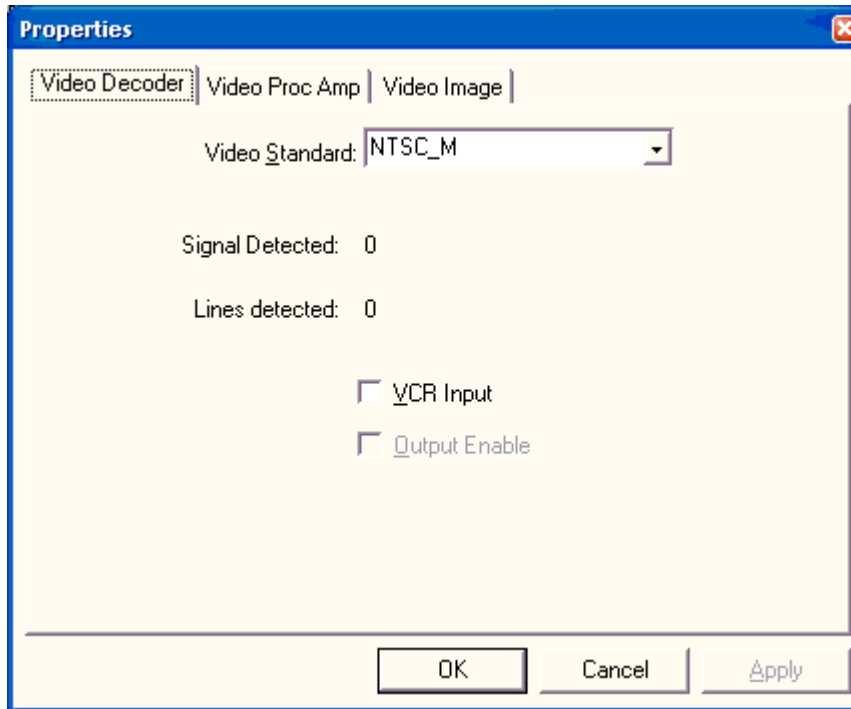 Properties
Video Decoder Video Proc Amp Video Image
Video Standard: NTSC_M
Signal Detected: 0
Lines detected: 0
VCR Input
Output Enable
OK Cancel Apply